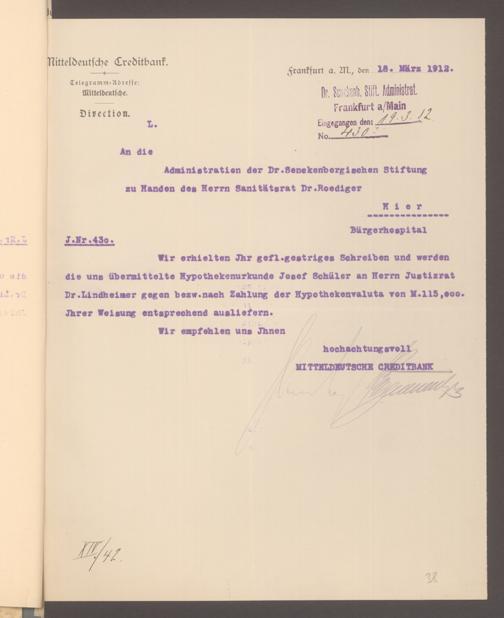 Mitteldeutsche Creditbank.
Telegramm-Adresse:
Mitteldeutsche.
Direction.
L.
Frankfurt a. M., den 18. März 1912.
Dr. Senckenb. Stift. Administrat.
Frankfurt a/Main
Eingegangen den: 19.3.12
No. 430
An die
Administration der Dr.Senckenbergischen Stiftung
zu Handen des Herrn Sanitätsrat Dr.Roediger
Hier
Bürgerhospital
J.Nr.43o.
Wir erhielten Jhr gefl.gestriges Schreiben und werden
die uns übermittelte Hypothekenurkunde Josef Schüler an Herrn Justizrat
Dr.Lindheimer gegen bezw.nach Zahlung der Hypothekenvaluta von M.115,ooo.
Jhrer Weisung entsprechend ausliefern.
Wir empfehlen uns Jhnen
hochachtungsvoll
MITTELDEUTSCHE CREDITBANK
XIV/42.
38